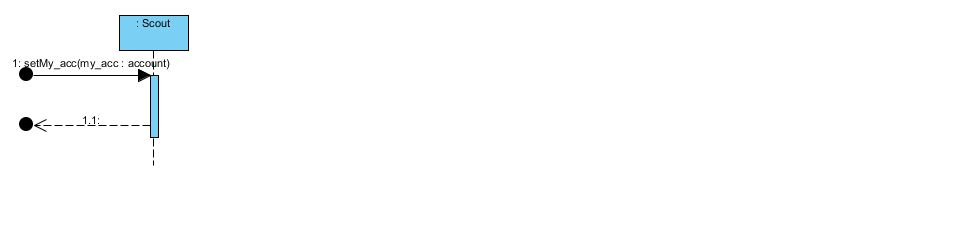 : Scout
1: setMy_acc(my_acc : account)
1.1: